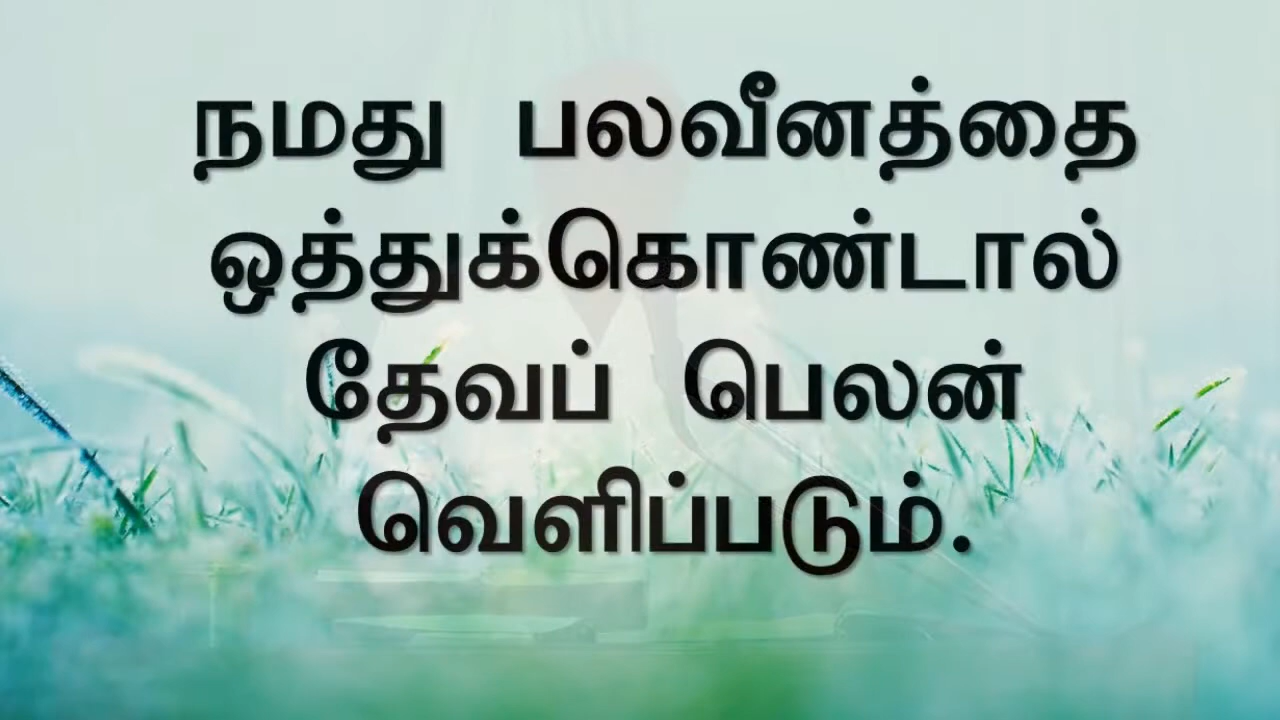 நமது பலவீனத்தை
ஒத்துக்கொண்டால்
தேவப் பெலன்
வெளிப்படும்.